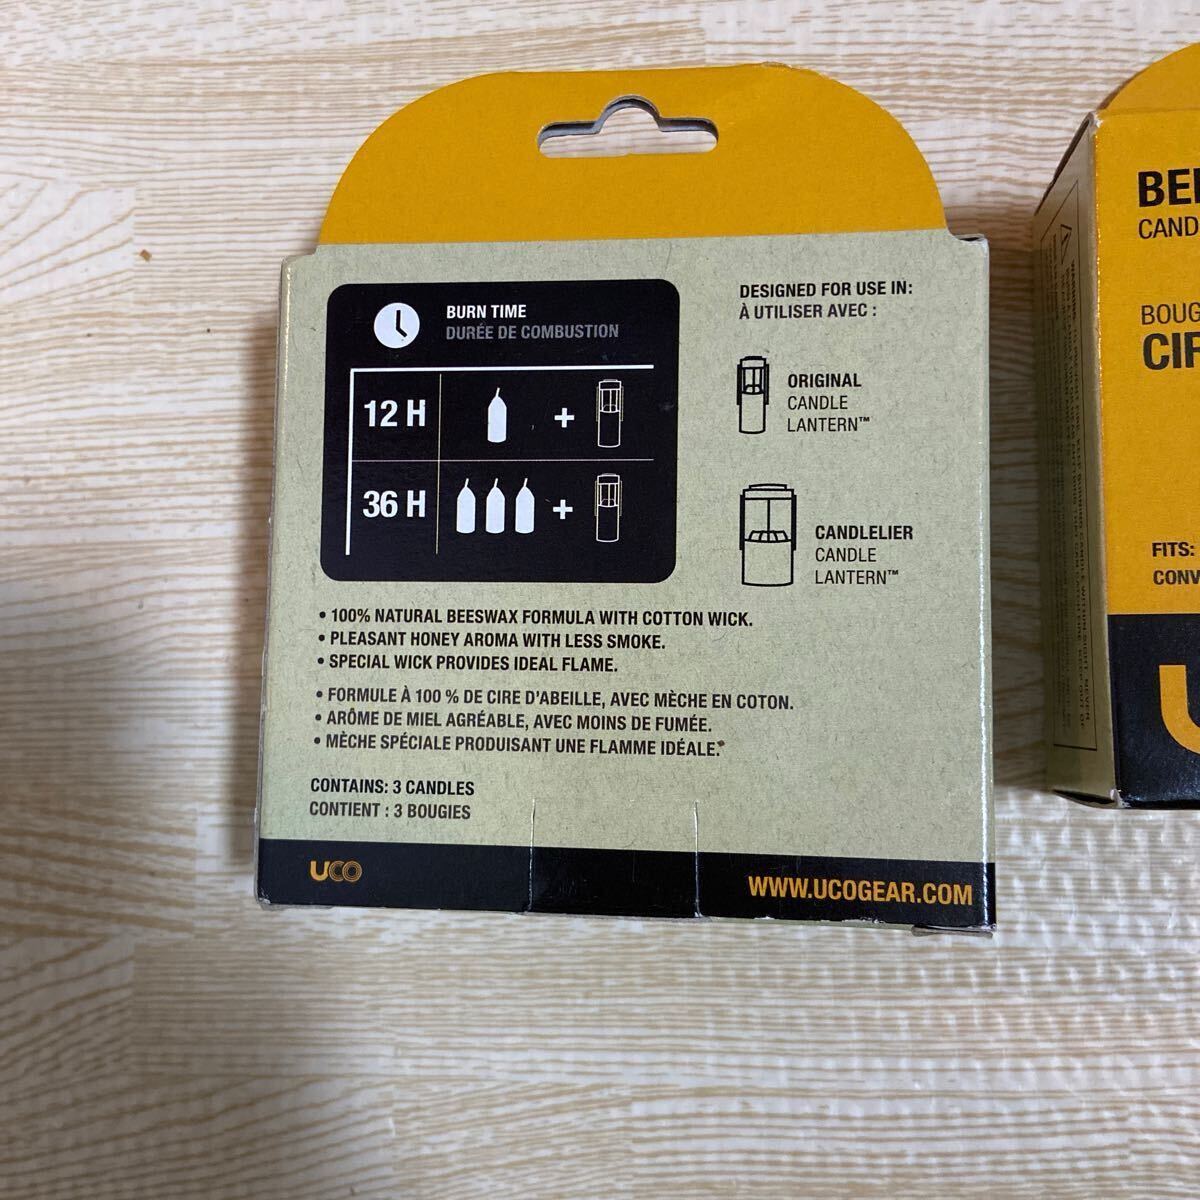 BURN TIME
DURÉE DE COMBUSTION
12 H
+
36 H
+
DESIGNED FOR USE IN:
À UTILISER AVEC :
ORIGINAL
CANDLE
LANTERN™
CANDLELIER
CANDLE
LANTERN™
• 100% NATURAL BEESWAX FORMULA WITH COTTON WICK.
• PLEASANT HONEY AROMA WITH LESS SMOKE.
• SPECIAL WICK PROVIDES IDEAL FLAME.
• FORMULE À 100 % DE CIRE D'ABEILLE, AVEC MÈCHE EN COTON.
• ARÔME DE MIEL AGRÉABLE, AVEC MOINS DE FUMÉE.
• MÈCHE SPÉCIALE PRODUISANT UNE FLAMME IDÉALE.
CONTAINS: 3 CANDLES
CONTIENT : 3 BOUGIES
UCO
WWW.UCOGEAR.COM
BEE
CAND
BOUG
CIR
FITS:
CONV